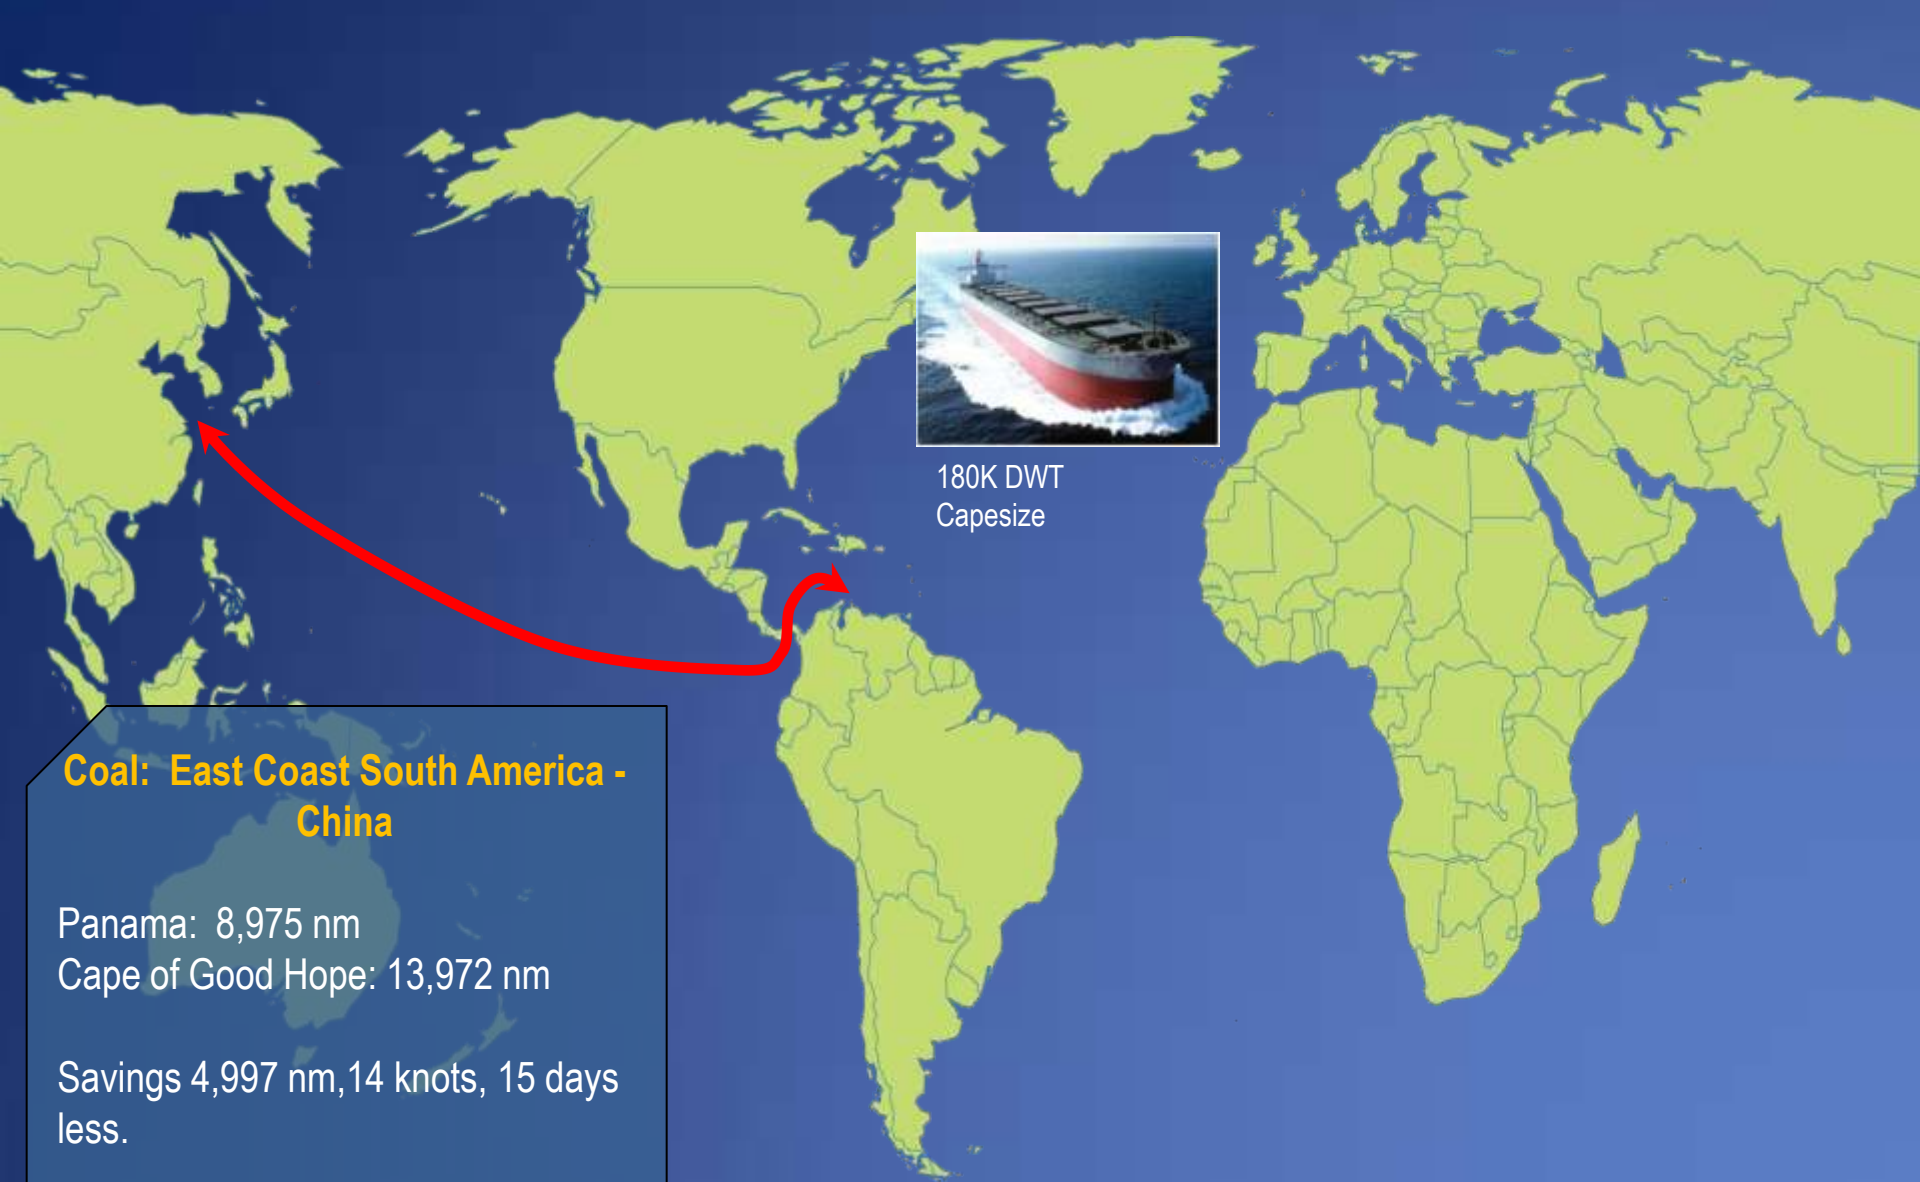 180K DWT
Capesize
Coal:  East Coast South America -
China
Panama:  8,975 nm
Cape of Good Hope: 13,972 nm
Savings 4,997 nm,14 knots, 15 days
less.